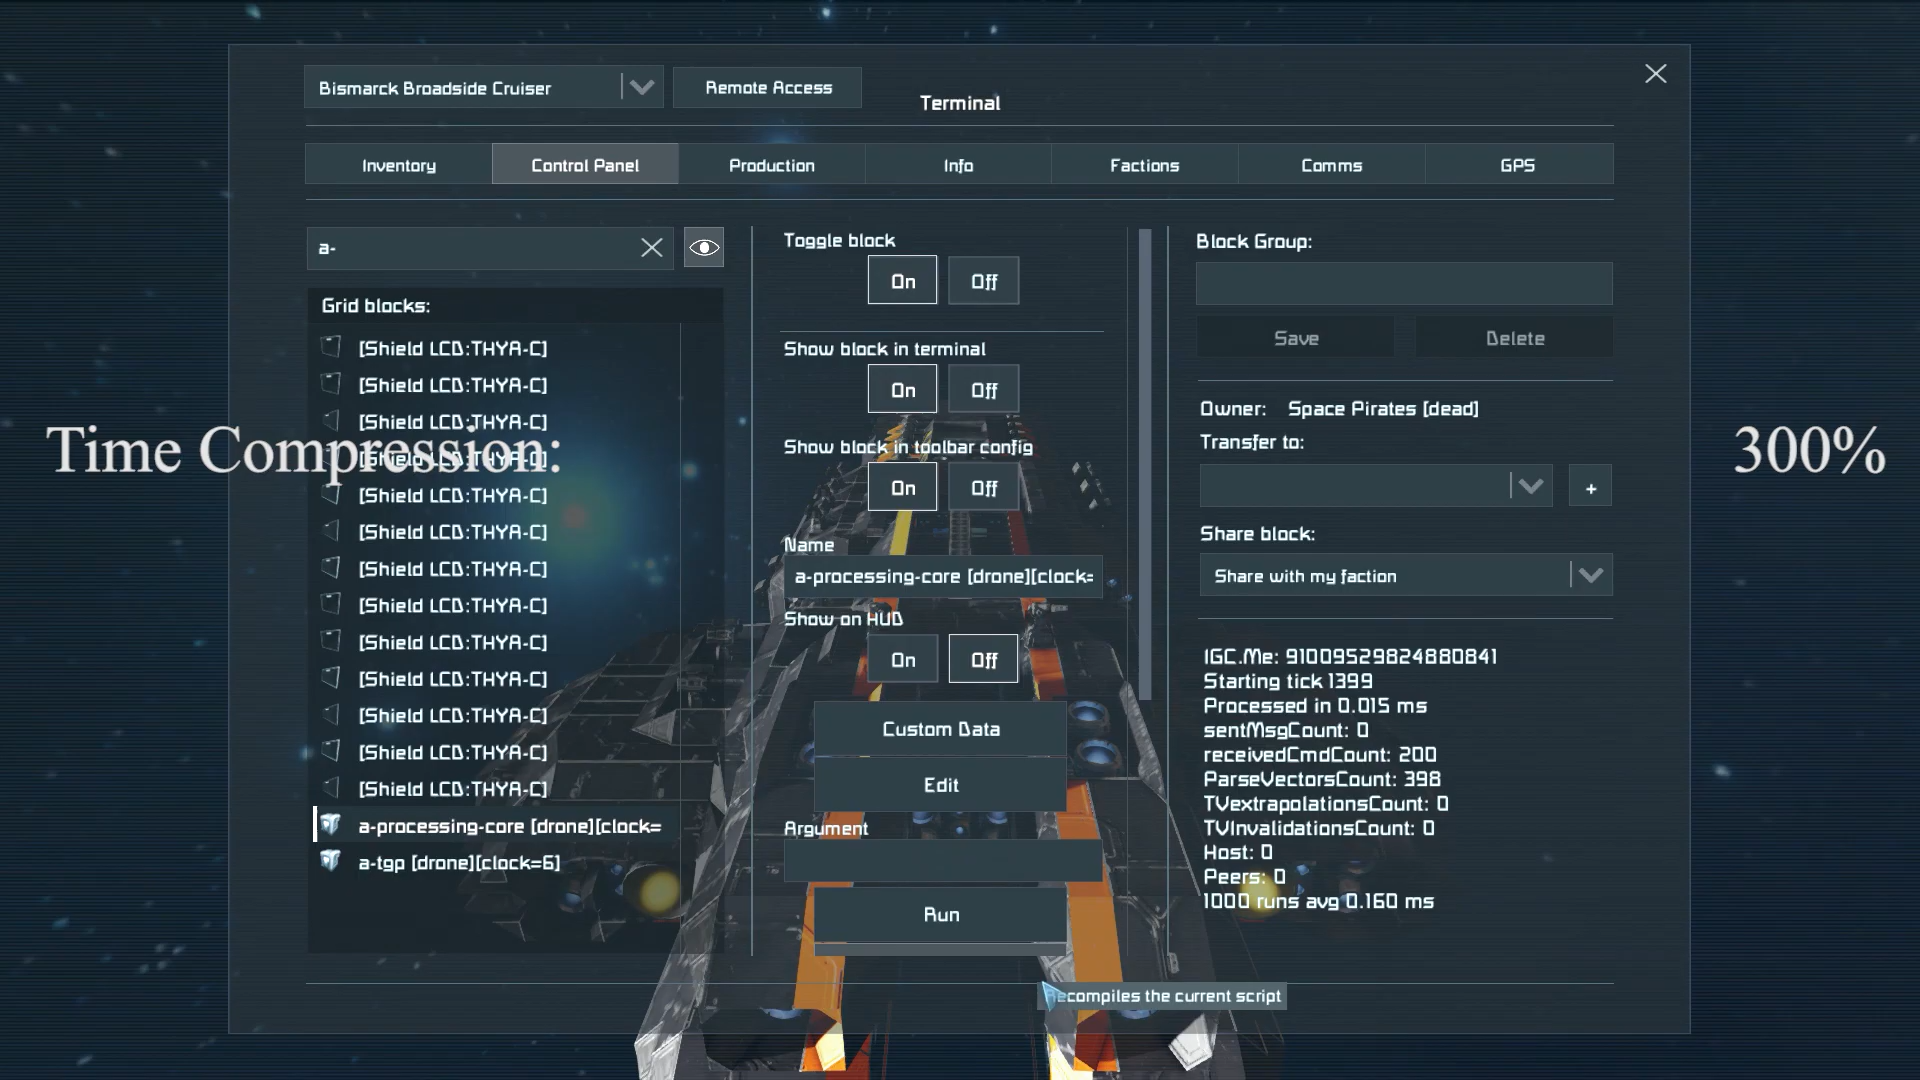 Bismarck Broadside Cruiser
Remote Access
Terminal
Inventory
Control Panel
Production
Info
Factions
Comms
GPS
a-
Grid blocks:
[Shield LCD:THYA-C]
[Shield LCD:THYA-C]
[Shield LCD:THYA-C]
[Shield LCD:THYA-C]
[Shield LCD:THYA-C]
[Shield LCD:THYA-C]
[Shield LCD:THYA-C]
[Shield LCD:THYA-C]
[Shield LCD:THYA-C]
[Shield LCD:THYA-C]
[Shield LCD:THYA-C]
[Shield LCD:THYA-C]
[Shield LCD:THYA-C]
a-processing-core [drone][clock=
a-tgp [drone][clock=6]
Time Compression:
300%
Toggle block
On
Off
Show block in terminal
On
Off
Show block in toolbar config
On
Off
Name
a-processing-core [drone][clock=
Show on HUD
On
Off
Custom Data
Edit
Argument
Run
Recompiles the current script
Block Group:
Save
Delete
Owner: Space Pirates [dead]
Transfer to:
+
Share block:
Share with my faction
IGC.Me: 91009529824880841
Starting tick 1399
Processed in 0.015 ms
sentMsgCount: 0
receivedCmdCount: 200
ParseVectorsCount: 398
TVextrapolationsCount: 0
TVInvalidationsCount: 0
Host: 0
Peers: 0
1000 runs avg 0.160 ms